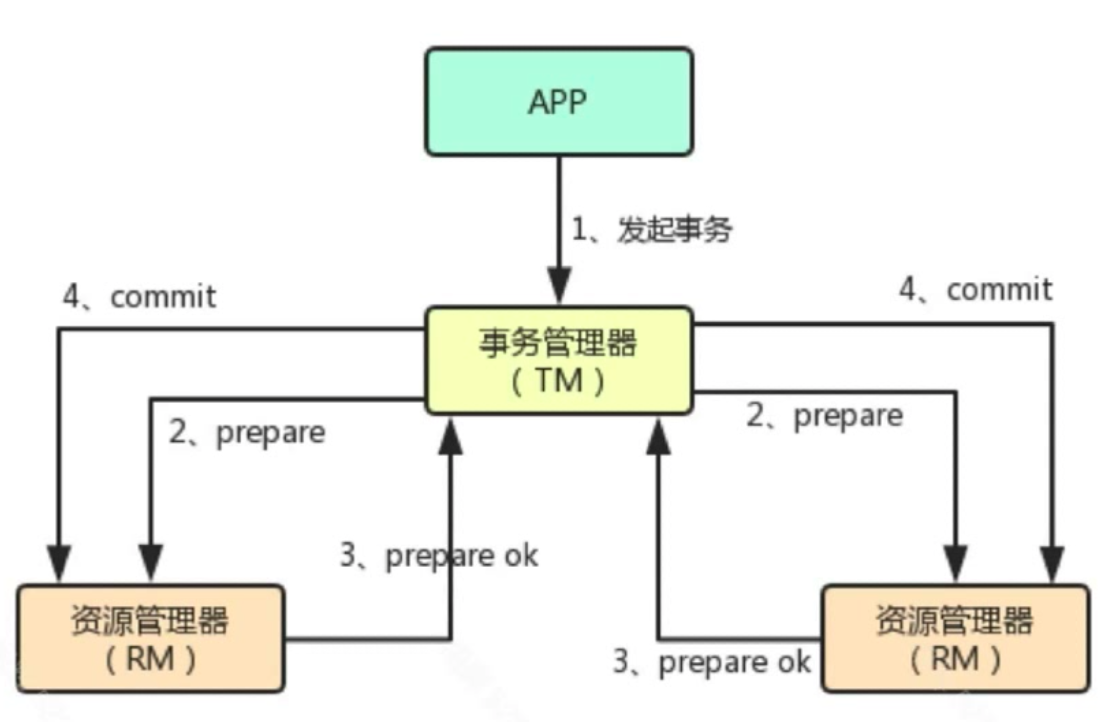 APP
1、发起事务
4、commit
4、commit
事务管理器
（TM）
2、prepare
2、prepare
3、prepare ok
资源管理器
（RM）
资源管理器
（RM）
3、prepare ok